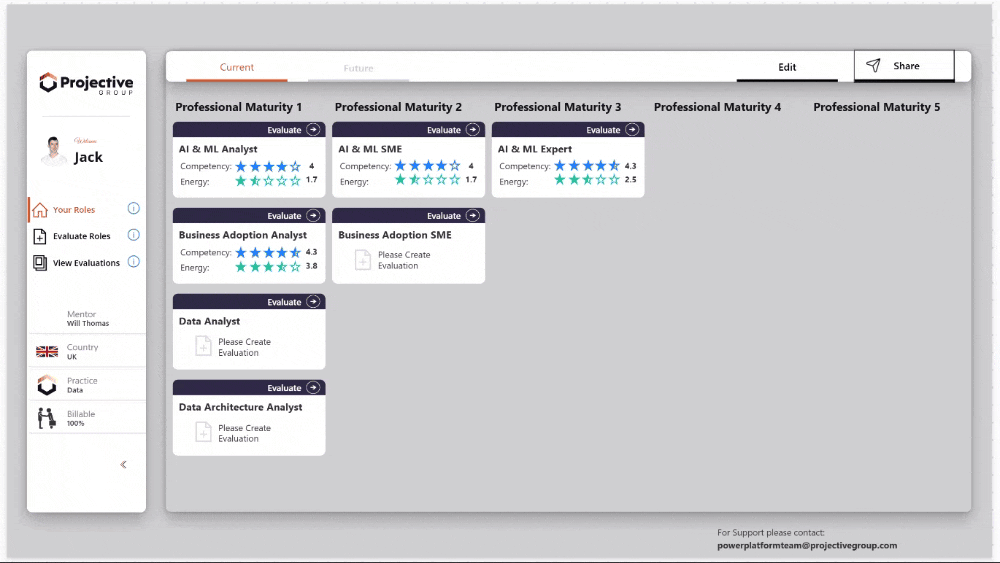 Projective
GROUP
Welcome
Jack
Your Roles
Evaluate Roles
View Evaluations
Mentor
Will Thomas
Country
UK
Practice
Data
Billable
100%
Current
Future
Edit
Share
Professional Maturity 1
Professional Maturity 2
Professional Maturity 3
Professional Maturity 4
Professional Maturity 5
Evaluate
AI & ML Analyst
Competency: 4
Energy: 1.7
Evaluate
AI & ML SME
Competency: 4
Energy: 1.7
Evaluate
AI & ML Expert
Competency: 4.3
Energy: 2.5
Evaluate
Business Adoption Analyst
Competency: 4.3
Energy: 3.8
Evaluate
Business Adoption SME
Please Create
Evaluation
Evaluate
Data Analyst
Please Create
Evaluation
Evaluate
Data Architecture Analyst
Please Create
Evaluation
For Support please contact:
powerplatformteam@projectivegroup.com